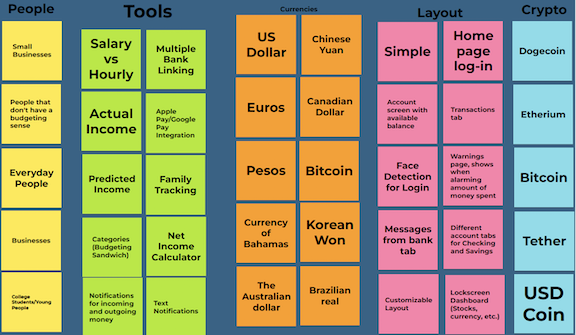 People
Small
Businesses
People that
don't have a
budgeting
sense
Everyday
People
Businesses
College
Students/Young
People
Tools
Salary
vs
Hourly
Multiple
Bank
Linking
Actual
Income
Apple
Pay/Google
Pay
Integration
Predicted
Income
Family
Tracking
Categories
(Budgeting
Sandwich)
Net
Income
Calculator
Notifications
for incoming
and outgoing
money
Text
Notifications
Currencies
US
Dollar
Chinese
Yuan
Euros
Canadian
Dollar
Pesos
Bitcoin
Currency
of
Bahamas
Korean
Won
The
Australian
dollar
Brazilian
real
Layout
Simple
Home
page
log-in
Account
screen with
available
balance
Transactions
tab
Face
Detection
for Login
Warnings
page, shows
when
alarming
amount of
money spent
Messages
from bank
tab
Different
account tabs
for Checking
and Savings
Customizable
Layout
Lockscreen
Dashboard
(Stocks,
currency, etc.)
Crypto
Dogecoin
Etherium
Bitcoin
Tether
USD
Coin